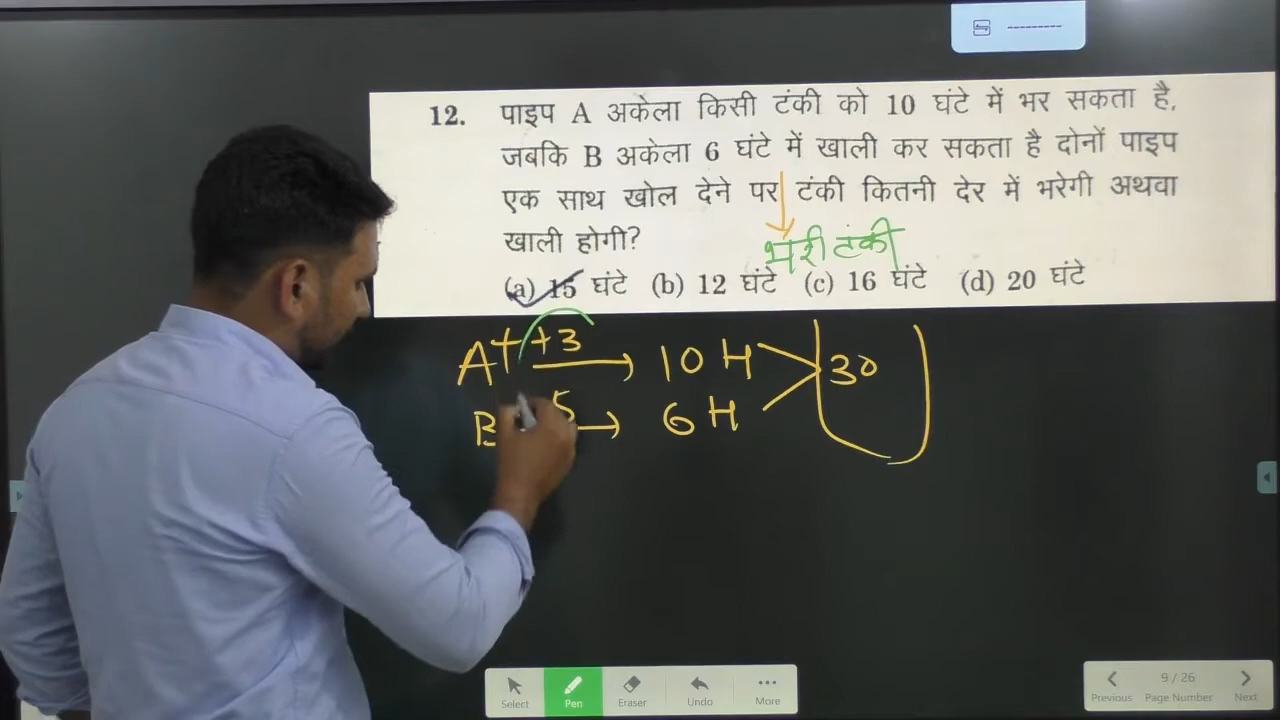 12. पाइप A अकेला किसी टंकी को 10 घंटे में भर सकता है,
जबकि B अकेला 6 घंटे में खाली कर सकता है दोनों पाइप
एक साथ खोल देने पर टंकी कितनी देर में भरेगी अथवा
खाली होगी?
भरी टंकी
(a) 15 घंटे (b) 12 घंटे (c) 16 घंटे (d) 20 घंटे
A+ +3 → 10 H 30
B 5 → 6 H
Select Pen Eraser Undo More
Previous 9 / 26 Page Number Next